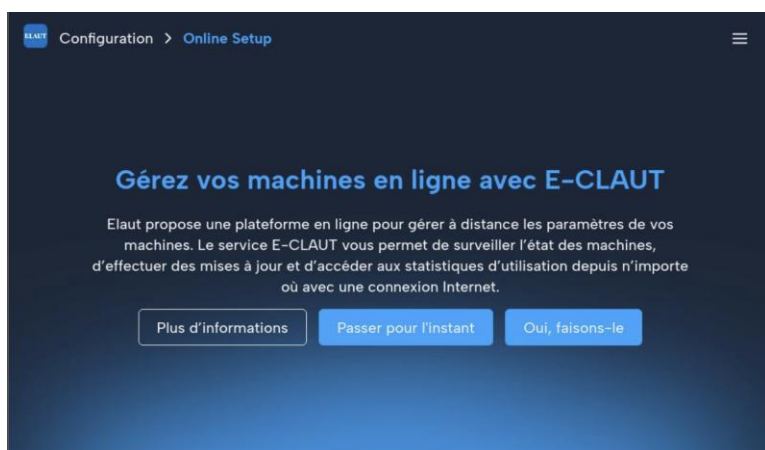 ELAUT Configuration > Online Setup
Gérez vos machines en ligne avec E-CLAUT
Elaut propose une plateforme en ligne pour gérer à distance les paramètres de vos
machines. Le service E-CLAUT vous permet de surveiller l'état des machines,
d'effectuer des mises à jour et d'accéder aux statistiques d'utilisation depuis n'importe
où avec une connexion Internet.
Plus d'informations Passer pour l'instant Oui, faisons-le